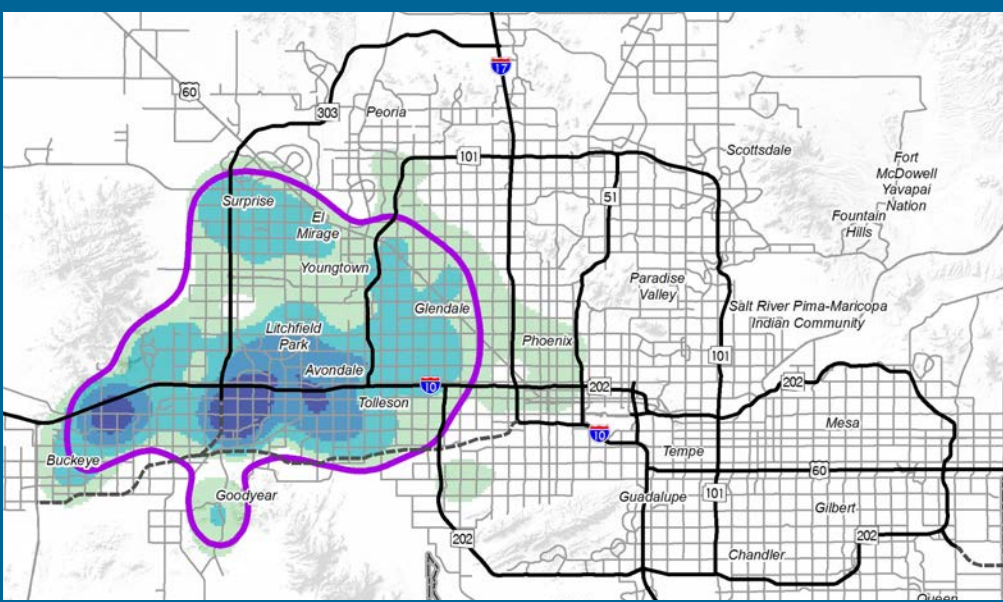 17
60
303
Peoria
101
Scottsdale
Fort
McDowell
Yavapai
Nation
51
Surprise
El
Mirage
Fountain
Hills
Youngtown
Paradise
Valley
Glendale
Salt River Pima-Maricopa
Indian Community
Litchfield
Park
Phoenix
101
Avondale
10
202
202
Tolleson
Mesa
10
Buckeye
Tempe
60
Goodyear
Guadalupe
101
Gilbert
202
202
Chandler
Queen